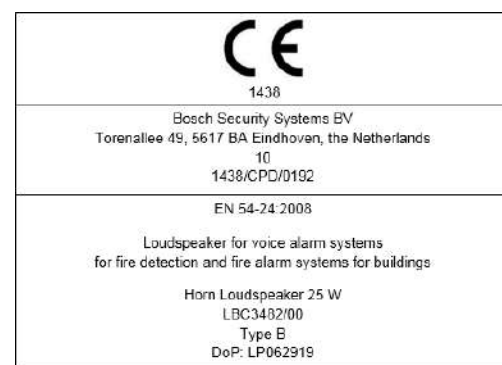 CE
1438
Bosch Security Systems BV
Torenallee 49, 5617 BA Eindhoven, the Netherlands
10
1438/CPD/0192
EN 54-24:2008
Loudspeaker for voice alarm systems
for fire detection and fire alarm systems for buildings
Horn Loudspeaker 25 W
LBC3482/00
Type B
DoP: LP062919